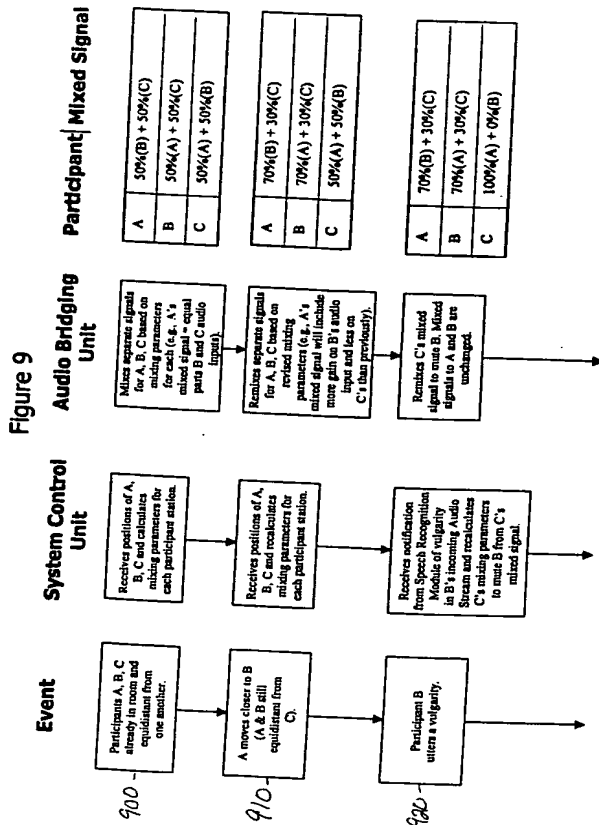 Figure 9
Event
System Control
Unit
Audio Bridging
Unit
Participant Mixed Signal
900
Participants A, B, C
already in room and
equidistant from
one another.
Receives positions of A,
B, C and calculates
mixing parameters for
each participant station.
Mixes separate signals
for A, B, C based on
mixing parameters
for each (e.g., A's
mixed signal = equal
parts B and C audio
inputs).
A 50%(B) + 50%(C)
B 50%(A) + 50%(C)
C 50%(A) + 50%(B)
910
A moves closer to B
(A & B still
equidistant from
C).
Receives positions of A,
B, C and recalculates
mixing parameters for
each participant station.
Remixes separate signals
for A, B, C based on
revised mixing
parameters (e.g., A's
mixed signal will include
more gain on B's audio
input and less on
C's than previously).
A 70%(B) + 30%(C)
B 70%(A) + 30%(C)
C 50%(A) + 50%(B)
920
Participant B
utters a vulgarity.
Receives notification
from Speech Recognition
Module of vulgarity
in B's incoming Audio
Stream and recalculates
C's mixing parameters
to mute B from C's
mixed signal.
Remixes C's mixed
signal to mute B. Mixed
signals to A and B are
unchanged.
A 70%(B) + 30%(C)
B 70%(A) + 30%(C)
C 100%(A) + 0%(B)